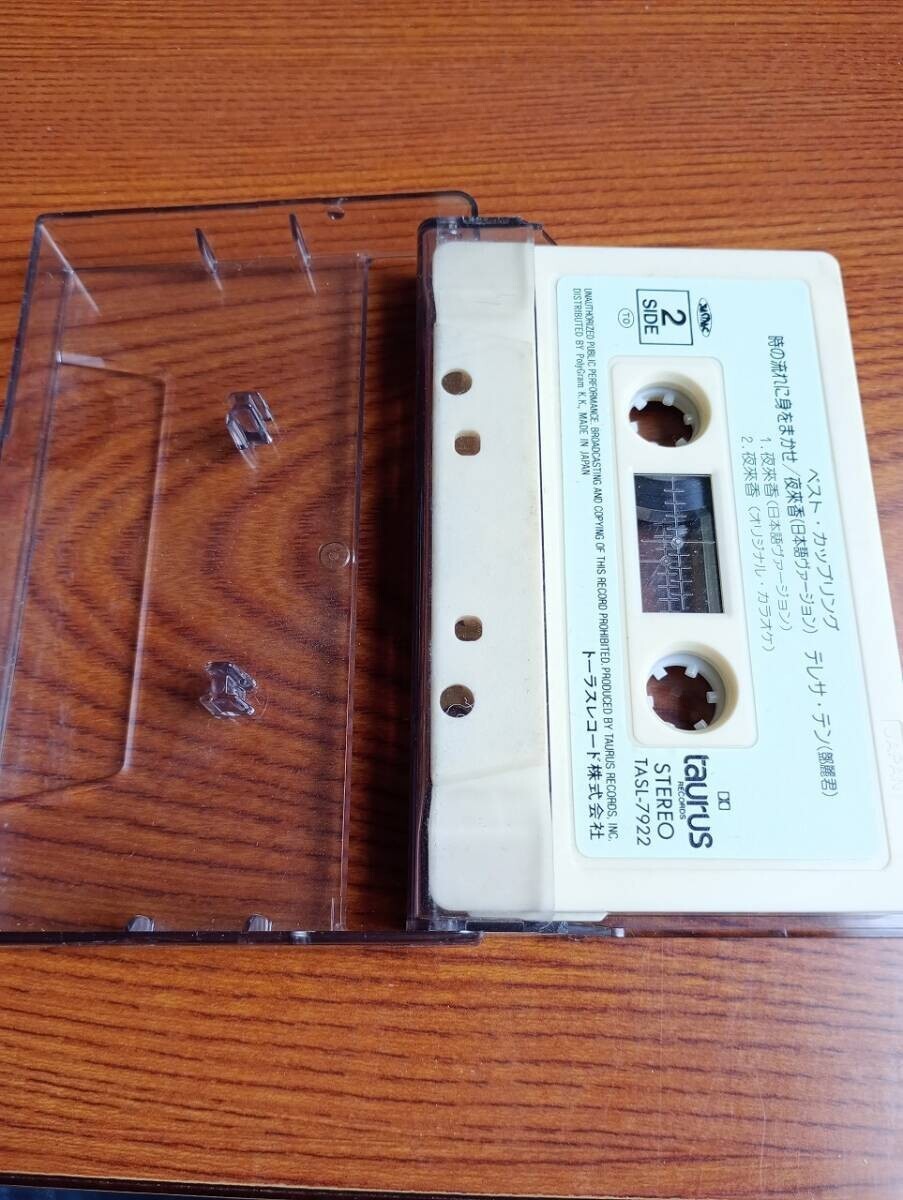 ベスト・カップリング
時の流れに身をまかせ/夜來香(日本語ヴァージョン) テレサ・テン(鄧麗君)
1. 夜來香(日本語ヴァージョン)
2. 夜來香(オリジナル・カラオケ)
2
SIDE
TO
taurus
RECORDS
STEREO
TASL-7922
UNAUTHORIZED PUBLIC PERFORMANCE. BROADCASTING AND COPYING OF THIS RECORD PROHIBITED. PRODUCED BY TAURUS RECORDS, INC.
DISTRIBUTED BY PolyGram K.K., MADE IN JAPAN
トーラスレコード株式会社
JAPAN